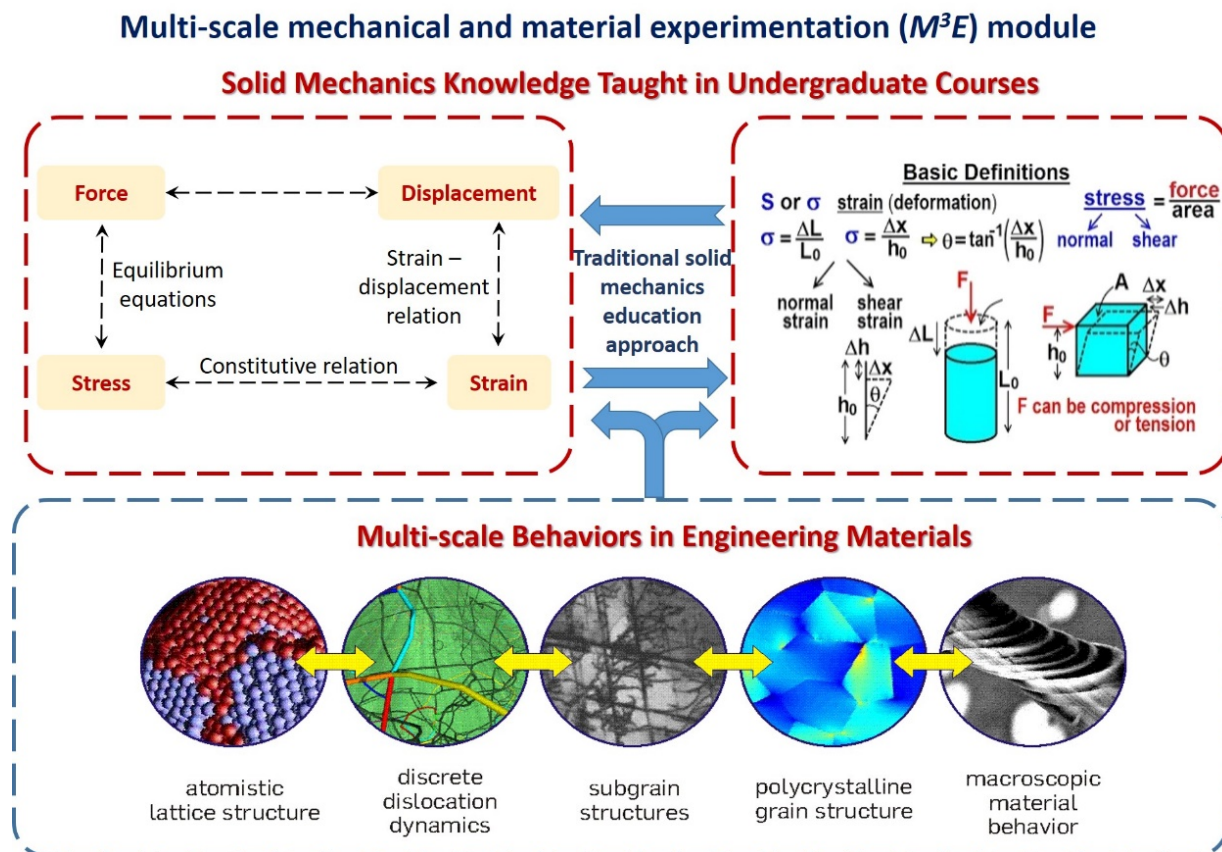 Multi-scale mechanical and material experimentation (M³E) module
Solid Mechanics Knowledge Taught in Undergraduate Courses
Force
Displacement
Equilibrium
equations
Strain –
displacement
relation
Stress
Constitutive relation
Strain
Traditional solid
mechanics
education
approach
Basic Definitions
S or σ strain (deformation)
σ = ΔL/L₀
σ = Δx/h₀ ⇨ θ = tan⁻¹(Δx/h₀)
stress = force/area
normal shear
normal
strain
shear
strain
Δh
Δx
h₀
θ
F
ΔL
L₀
A
Δx
Δh
F
h₀
θ
F can be compression
or tension
Multi-scale Behaviors in Engineering Materials
atomistic
lattice structure
discrete
dislocation
dynamics
subgrain
structures
polycrystalline
grain structure
macroscopic
material
behavior